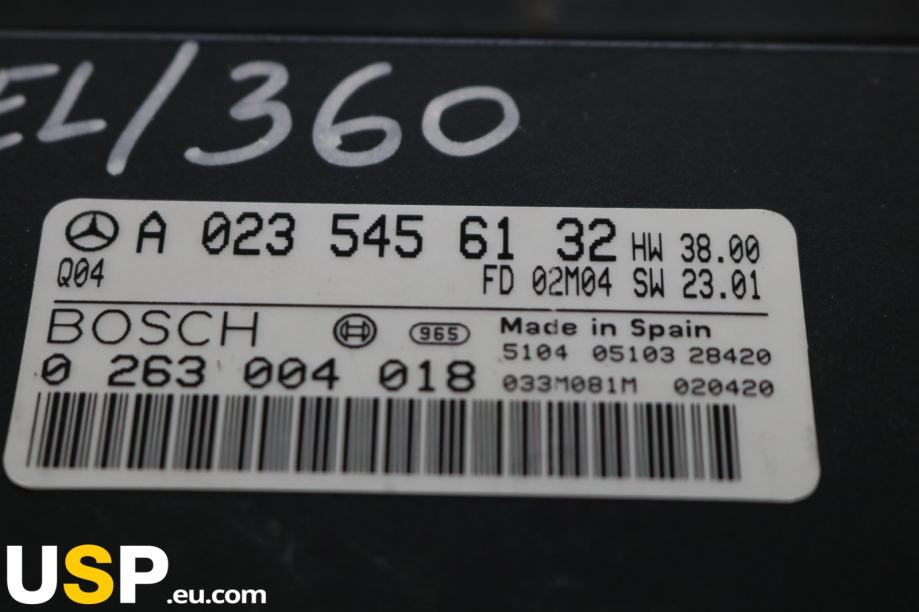 EL/360
A 023 545 61 32 HW 38.00
Q04 FD 02M04 SW 23.01
BOSCH 965 Made in Spain
5104 05103 28420
0 263 004 018 033M081M 020420
USP.eu.com